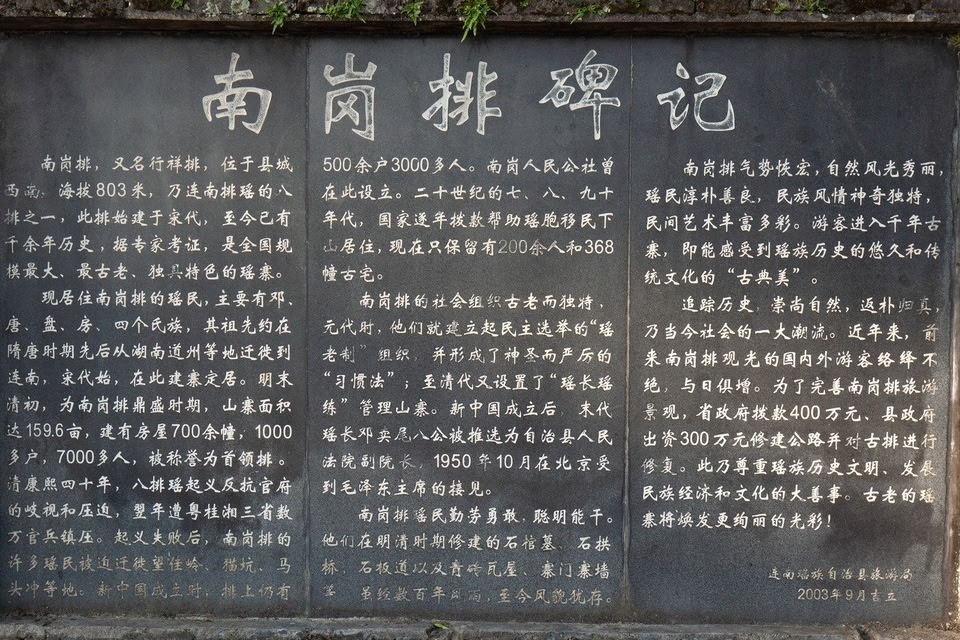 南岗排碑记
南岗排，又名行祥排，位于县城
西南，海拔803米，乃连南排瑶的八
排之一，此排始建于宋代，至今已有
千余年历史，据专家考证，是全国规
模最大、最古老、独具特色的瑶寨。
现居住南岗排的瑶民，主要有邓、
唐、盘、房、四个民族，其祖先约在
隋唐时期先后从湖南道州等地迁徙到
连南，宋代始，在此建寨定居。明末
清初，为南岗排鼎盛时期，山寨面积
达159.6亩，建有房屋700余幢，1000
多户，7000多人，被称誉为首领排。
清康熙四十年，八排瑶起义反抗官府
的岐视和压迫，翌年遭粤桂湘三省数
万官兵镇压。起义失败后，南岗排的
许多瑶民被迫迁徙望佳岭、猫坑、马
头冲等地。新中国成立时，排上仍有
500余户3000多人。南岗人民公社曾
在此设立。二十世纪的七、八、九十
年代，国家逐年拨款帮助瑶胞移民下
山居住，现在只保留有200余人和368
幢古宅。
南岗排的社会组织古老而独特，
元代时，他们就建立起民主选举的“瑶
老制”组织，并形成了神圣而严历的
“习惯法”；至清代又设置了“瑶长瑶
练”管理山寨。新中国成立后，末代
瑶长邓买尾八公被推选为自治县人民
法院副院长，1950年10月在北京受
到毛泽东主席的接见。
南岗排瑶民勤劳勇敢，聪明能干。
他们在明清时期修建的石棺墓、石拱
桥、石板道以及青砖瓦屋、寨门寨墙
虽经数百年 至今风貌犹存。
南岗排气势恢宏，自然风光秀丽，
瑶民淳朴善良，民族风情神奇独特，
民间艺术丰富多彩。游客进入千年古
寨，即能感受到瑶族历史的悠久和传
统文化的“古典美”。
追踪历史，崇尚自然，返朴归真，
乃当今社会的一大潮流。近年来，前
来南岗排观光的国内外游客络绎不
绝，与日俱增。为了完善南岗排旅游
景观，省政府拨款400万元、县政府
出资300万元修建公路并对古排进行
修复。此乃尊重瑶族历史文明、发展
民族经济和文化的大善事。古老的瑶
寨将焕发更绚丽的光彩！
连南瑶族自治县旅游局
2003年9月吉立